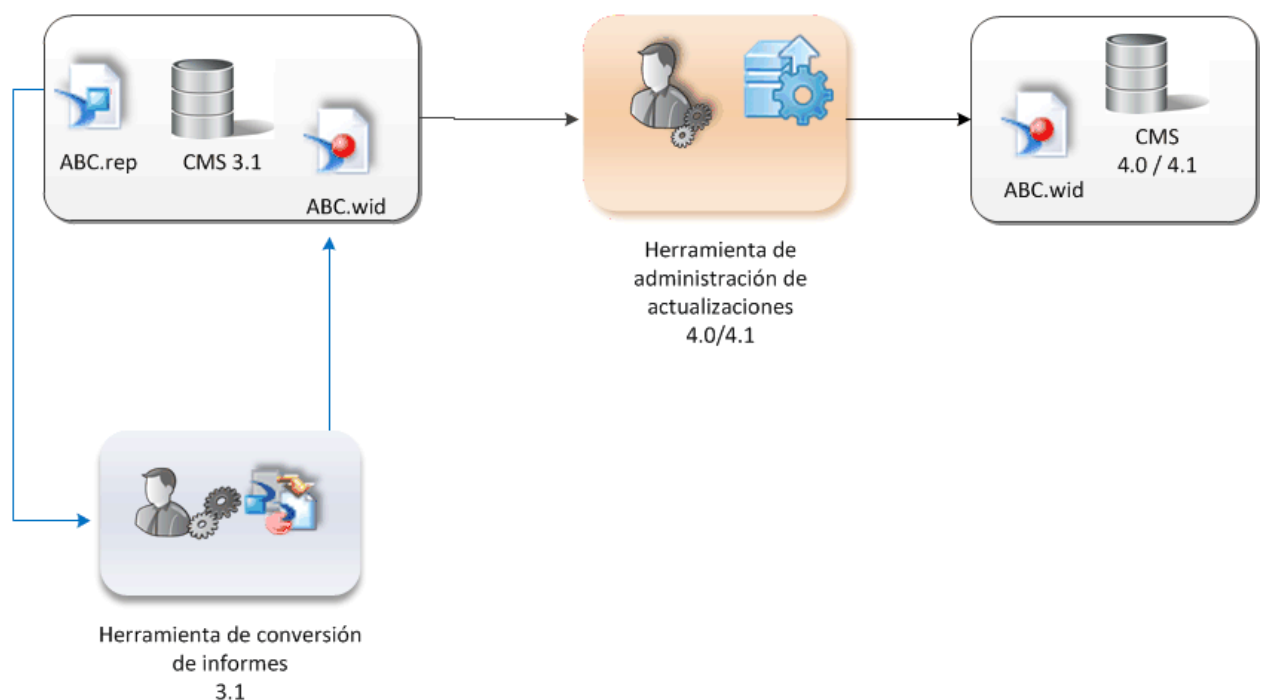 ABC.rep
CMS 3.1
ABC.wid
Herramienta de
administración de
actualizaciones
4.0/4.1
ABC.wid
CMS
4.0 / 4.1
Herramienta de conversión
de informes
3.1